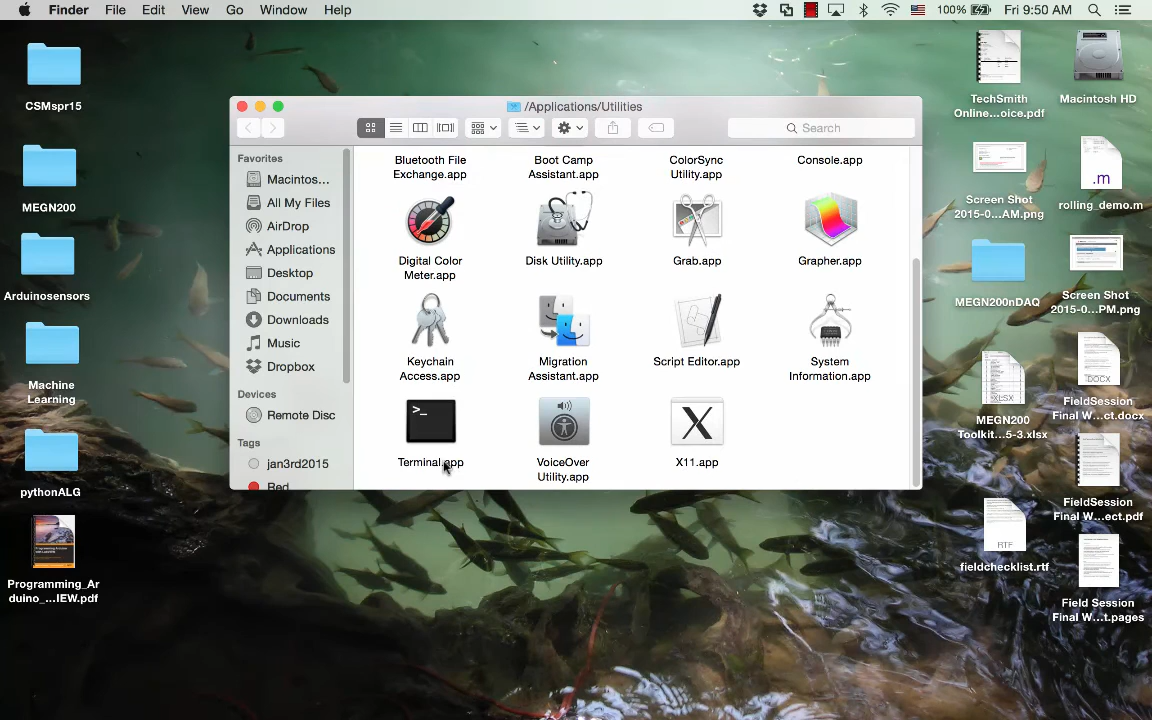 Finder File Edit View Go Window Help 100% Fri 9:50 AM
CSMspr15
MEGN200
Arduinosensors
Machine
Learning
pythonALG
Programming_Ar
duino_...IEW.pdf
/Applications/Utilities
Search
Favorites
Macintos...
All My Files
AirDrop
Applications
Desktop
Documents
Downloads
Music
Dropbox
Devices
Remote Disc
Tags
jan3rd2015
Red
Bluetooth File
Exchange.app
Boot Camp
Assistant.app
ColorSync
Utility.app
Console.app
Digital Color
Meter.app
Disk Utility.app
Grab.app
Grapher.app
Keychain
Access.app
Migration
Assistant.app
Script Editor.app
System
Information.app
>_
Terminal.app
VoiceOver
Utility.app
X
X11.app
TechSmith
Online...oice.pdf
Macintosh HD
Screen Shot
2015-0...AM.png
.m
rolling_demo.m
MEGN200nDAQ
Screen Shot
2015-0...PM.png
XLSX
MEGN200
Toolkit...5-3.xlsx
DOCX
FieldSession
Final W...ct.docx
FieldSession
Final W...ect.pdf
RTF
fieldchecklist.rtf
Field Session
Final W...t.pages